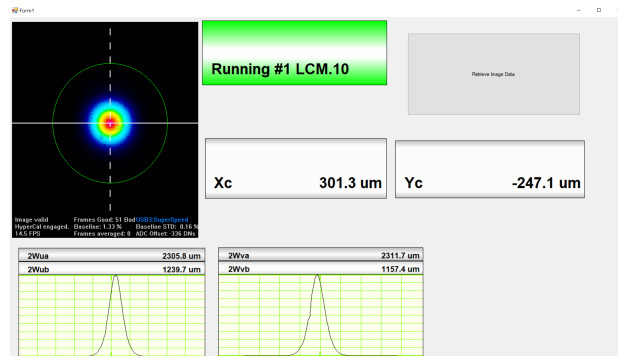 Form1
Running #1 LCM.10
Retrieve Image Data
Xc 301.3 um
Yc -247.1 um
Image valid Frames Good: 51 Bad USB3:SuperSpeed
HyperCal engaged. Baseline: 1.33 % Baseline STD: 0.16 %
14.5 FPS Frames averaged: 0 ADC Offset: -336 DNs
2Wua 2305.8 um
2Wub 1239.7 um
2Wva 2311.7 um
2Wvb 1157.4 um